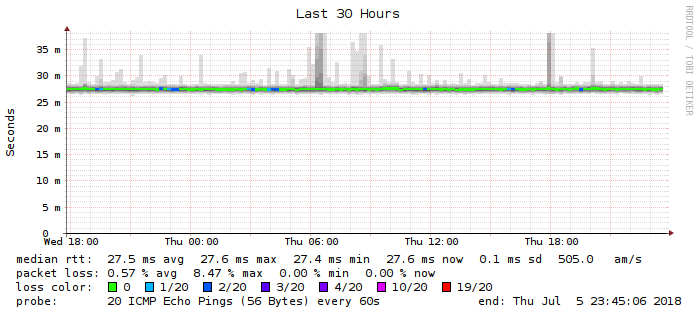 Last 30 Hours
RRDTOOL / TOBI OETIKER
Seconds
35 m
30 m
25 m
20 m
15 m
10 m
5 m
0
Wed 18:00 Thu 00:00 Thu 06:00 Thu 12:00 Thu 18:00
median rtt: 27.5 ms avg 27.6 ms max 27.4 ms min 27.6 ms now 0.1 ms sd 505.0 am/s
packet loss: 0.57 % avg 8.47 % max 0.00 % min 0.00 % now
loss color: 0 1/20 2/20 3/20 4/20 10/20 19/20
probe: 20 ICMP Echo Pings (56 Bytes) every 60s end: Thu Jul 5 23:45:06 2018